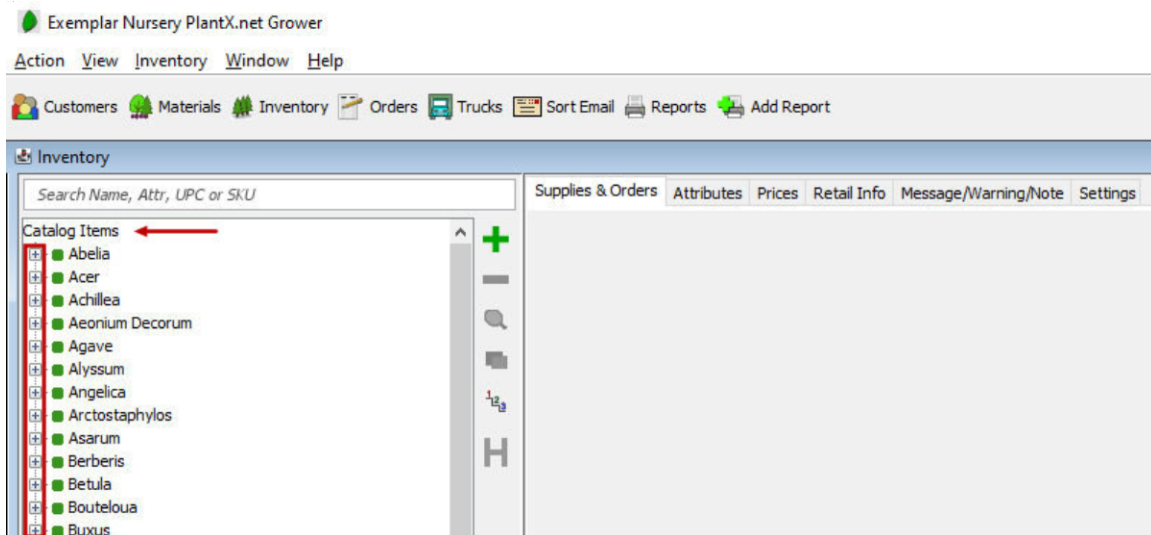 Exemplar Nursery PlantX.net Grower
Action View Inventory Window Help
Customers Materials Inventory Orders Trucks Sort Email Reports Add Report
Inventory
Search Name, Attr, UPC or SKU
Supplies & Orders Attributes Prices Retail Info Message/Warning/Note Settings
Catalog Items
Abelia
Acer
Achillea
Aeonium Decorum
Agave
Alyssum
Angelica
Arctostaphylos
Asarum
Berberis
Betula
Bouteloua
Buxus
123
H